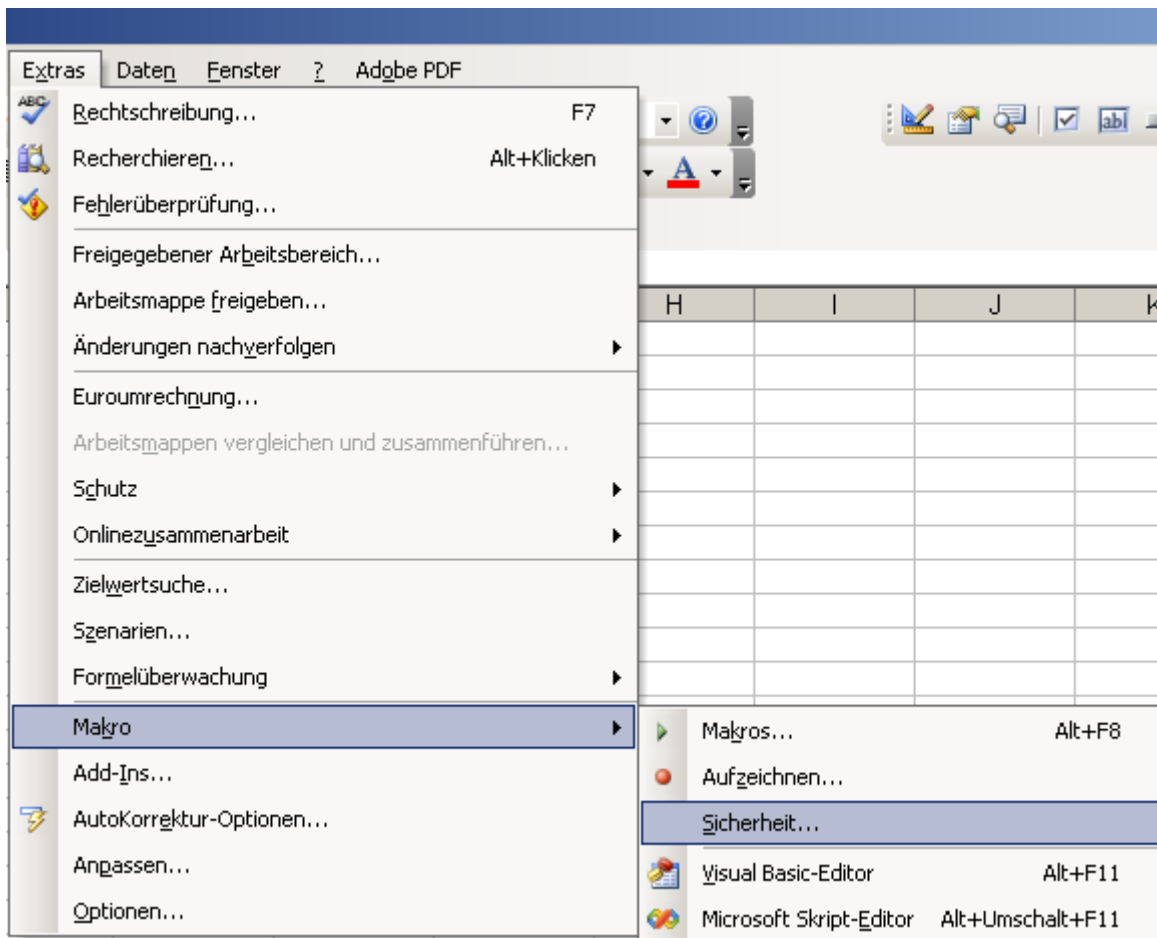 Extras Daten Fenster ? Adobe PDF
Rechtschreibung... F7
Recherchieren... Alt+Klicken
Fehlerüberprüfung...
Freigegebener Arbeitsbereich...
Arbeitsmappe freigeben...
H I J K
Änderungen nachverfolgen
Euroumrechnung...
Arbeitsmappen vergleichen und zusammenführen...
Schutz
Onlinezusammenarbeit
Zielwertsuche...
Szenarien...
Formelüberwachung
Makro
Add-Ins...
AutoKorrektur-Optionen...
Anpassen...
Optionen...
Makros... Alt+F8
Aufzeichnen...
Sicherheit...
Visual Basic-Editor Alt+F11
Microsoft Skript-Editor Alt+Umschalt+F11